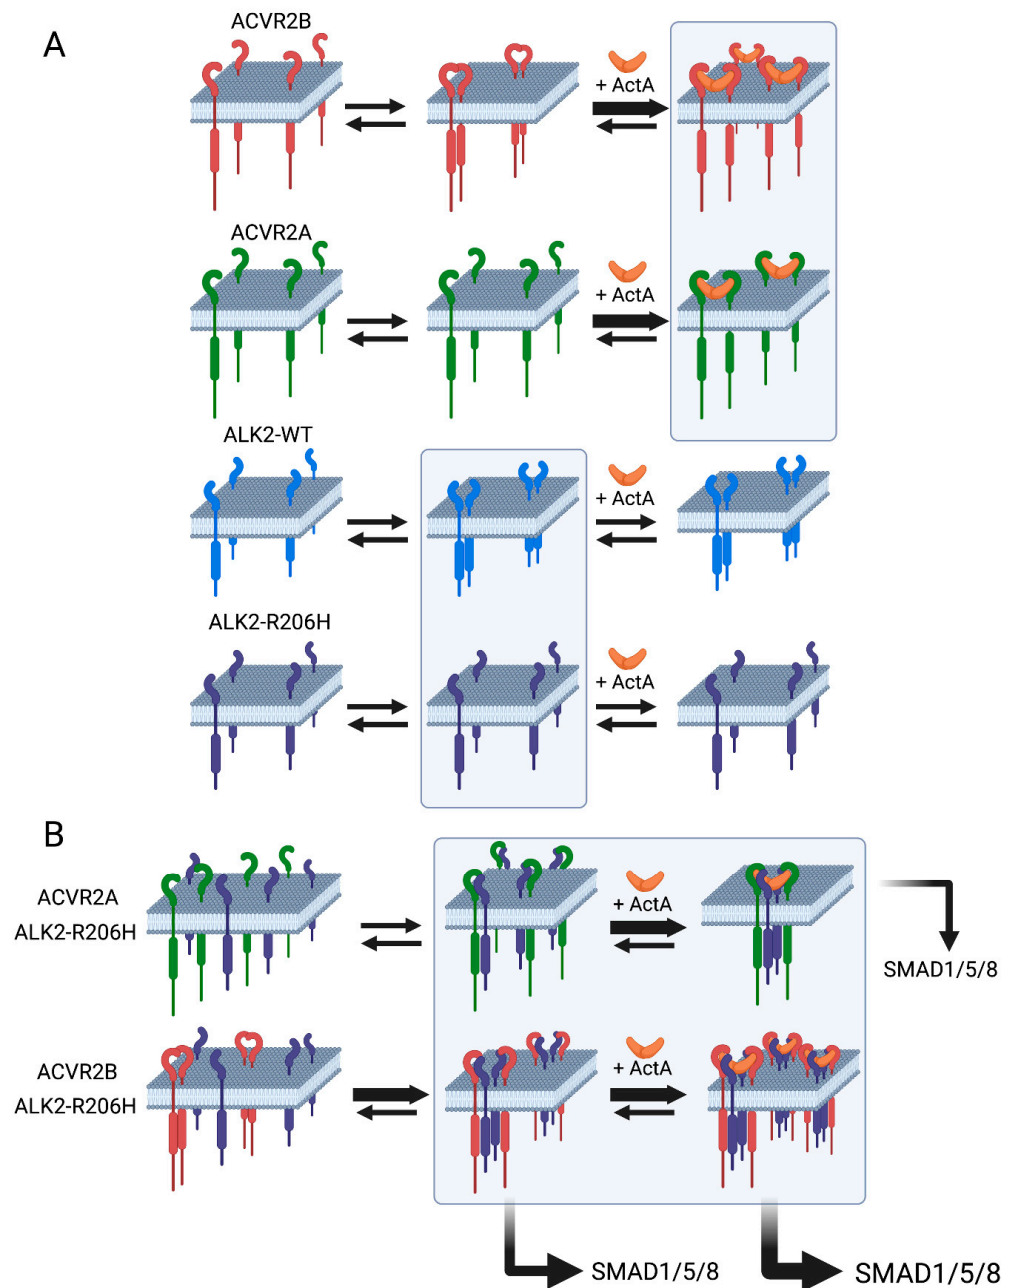 A
ACVR2B
+ ActA
ACVR2A
+ ActA
ALK2-WT
+ ActA
ALK2-R206H
+ ActA
B
ACVR2A
ALK2-R206H
+ ActA
SMAD1/5/8
ACVR2B
ALK2-R206H
+ ActA
SMAD1/5/8
SMAD1/5/8